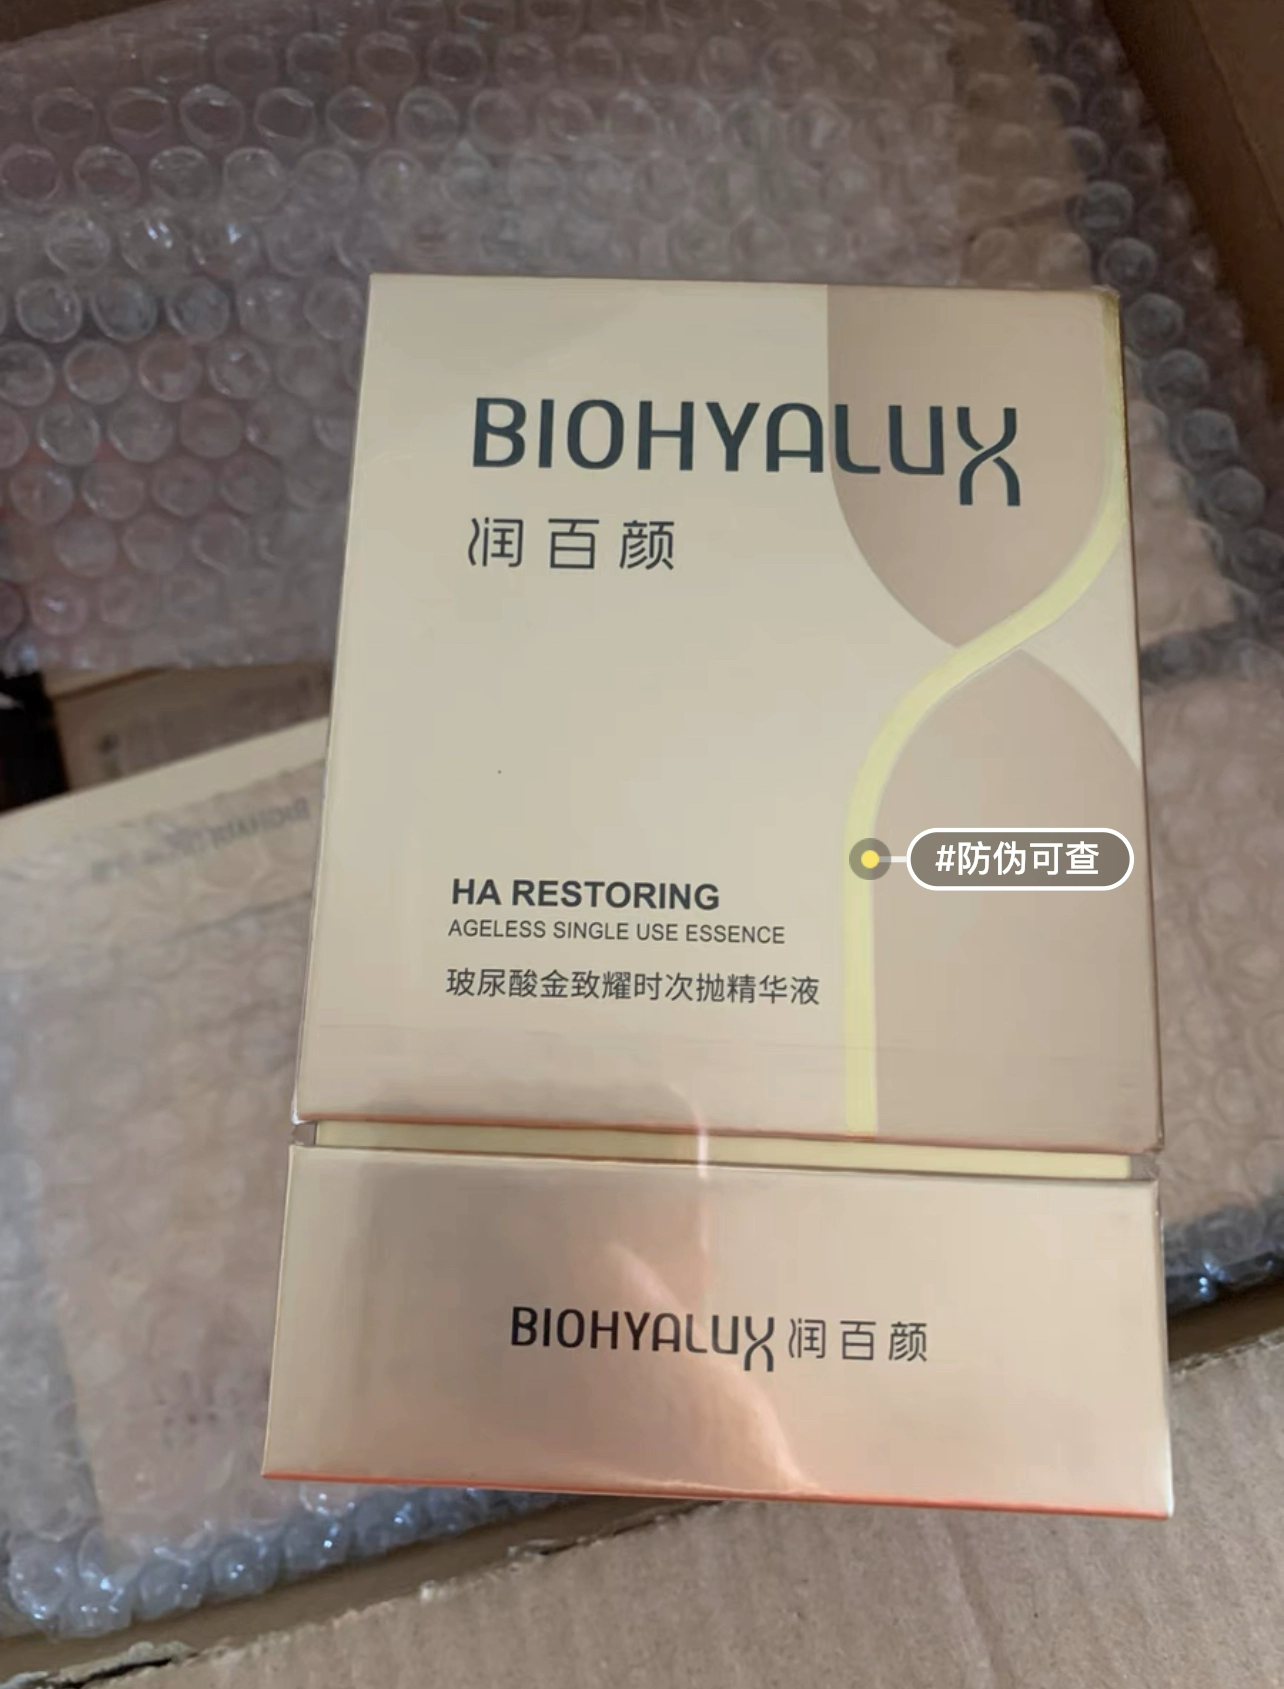 BIOHYALUX
润百颜
#防伪可查
HA RESTORING
AGELESS SINGLE USE ESSENCE
玻尿酸金致耀时次抛精华液
BIOHYALUX 润百颜